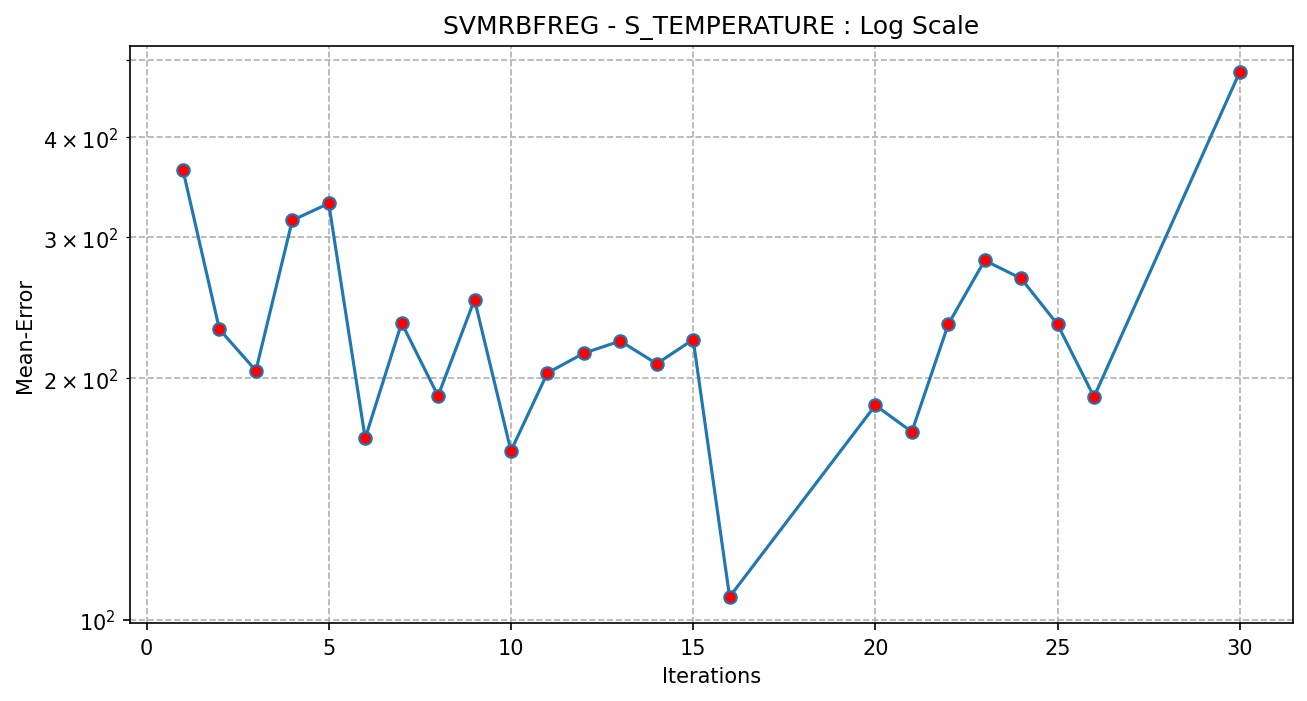 SVMRBFREG - S_TEMPERATURE : Log Scale
Mean-Error
4 × 10²
3 × 10²
2 × 10²
10²
0 5 10 15 20 25 30
Iterations